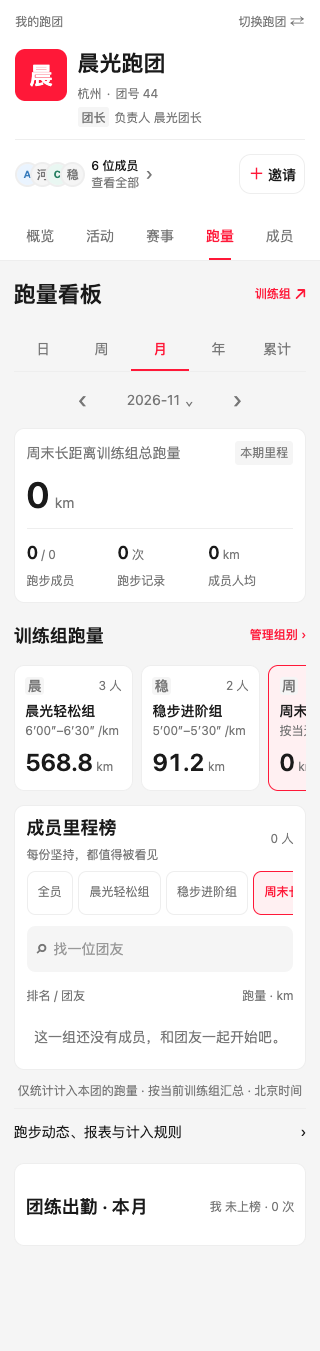 我的跑团
切换跑团 ⇄
晨
晨光跑团
杭州 · 团号 44
团长 负责人 晨光团长
A 河 C 稳
6 位成员
查看全部 ›
+ 邀请
概览 活动 赛事 跑量 成员
跑量看板
训练组 ↗
日 周 月 年 累计
‹ 2026-11 ⌄ ›
周末长距离训练组总跑量
本期里程
0 km
0 / 0 0 次 0 km
跑步成员 跑步记录 成员人均
训练组跑量
管理组别 ›
晨 3 人
晨光轻松组
6′00″–6′30″ /km
568.8 km
稳 2 人
稳步进阶组
5′00″–5′30″ /km
91.2 km
周
周末
按当
0
成员里程榜
0 人
每份坚持，都值得被看见
全员 晨光轻松组 稳步进阶组 周末
找一位团友
排名 / 团友 跑量 · km
这一组还没有成员，和团友一起开始吧。
仅统计计入本团的跑量 · 按当前训练组汇总 · 北京时间
跑步动态、报表与计入规则 ›
团练出勤 · 本月
我 未上榜 · 0 次